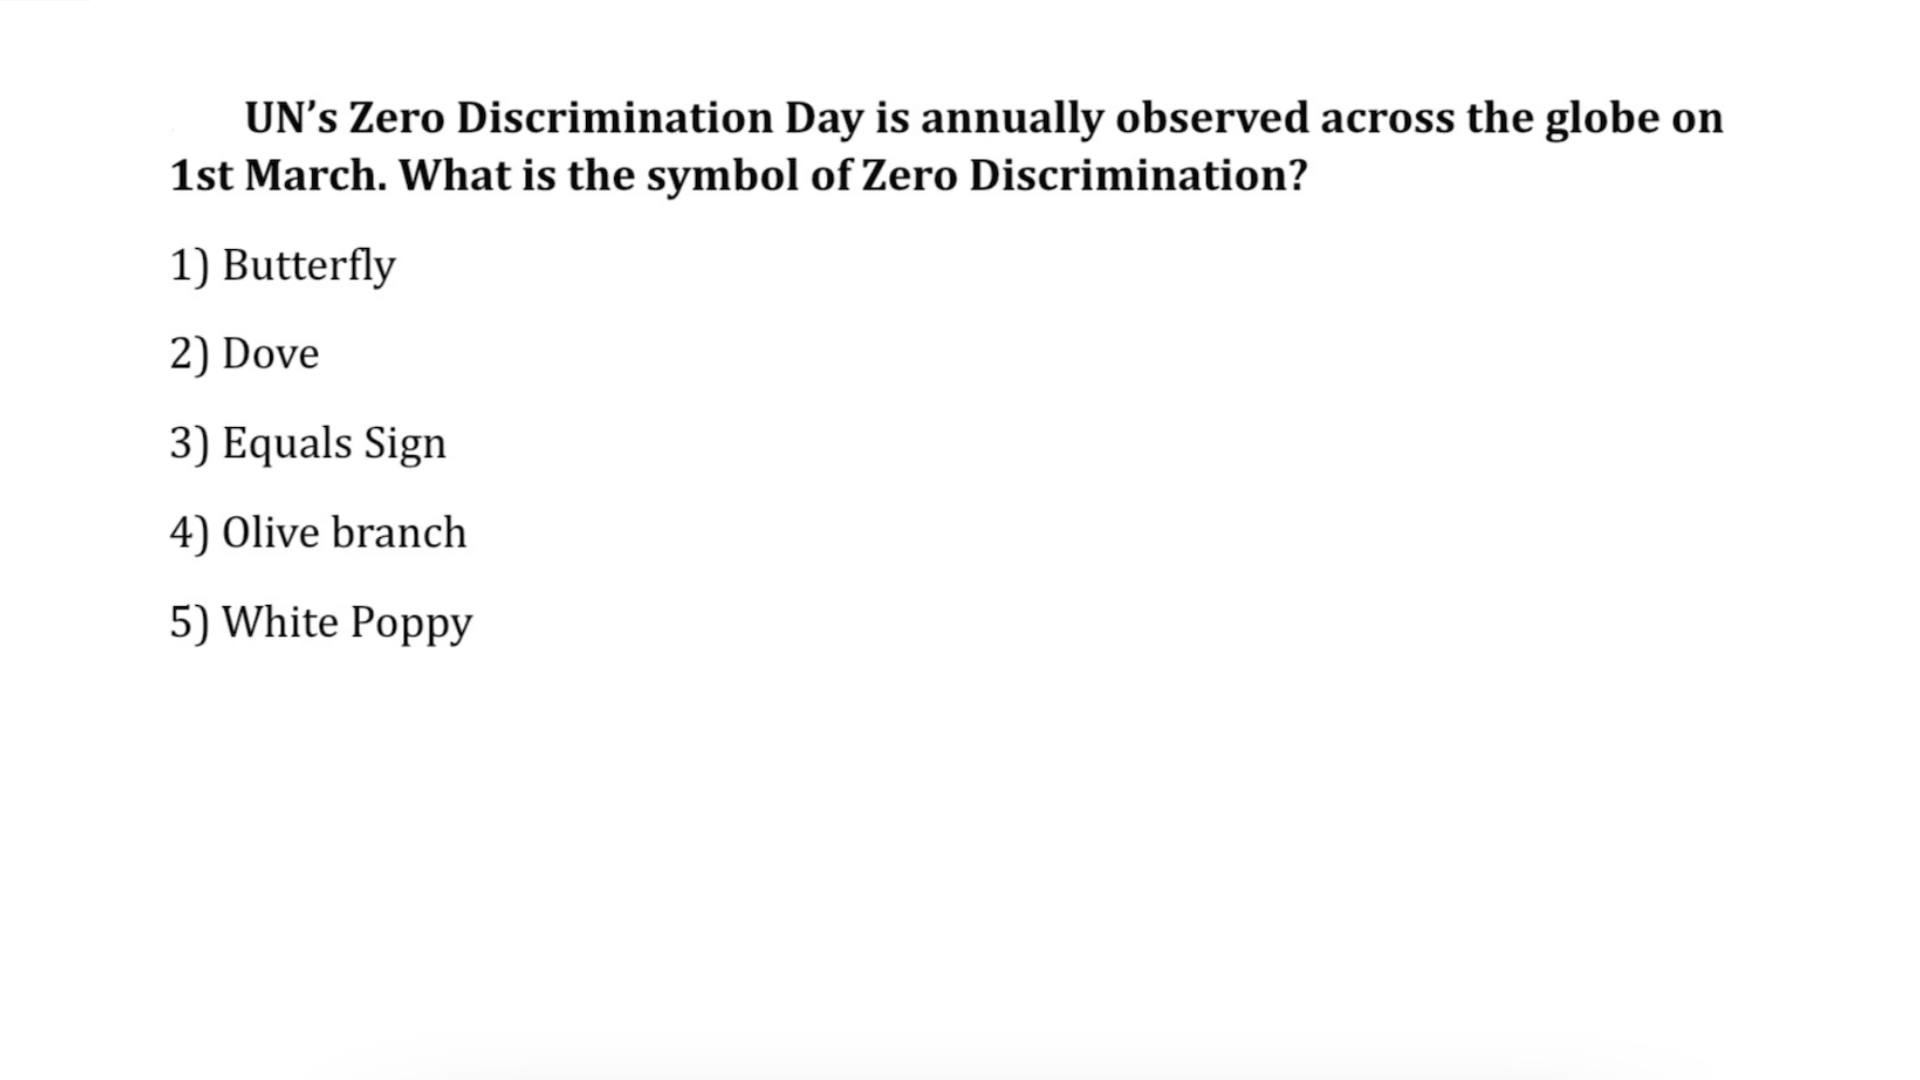 UN’s Zero Discrimination Day is annually observed across the globe on
1st March. What is the symbol of Zero Discrimination?
1) Butterfly
2) Dove
3) Equals Sign
4) Olive branch
5) White Poppy